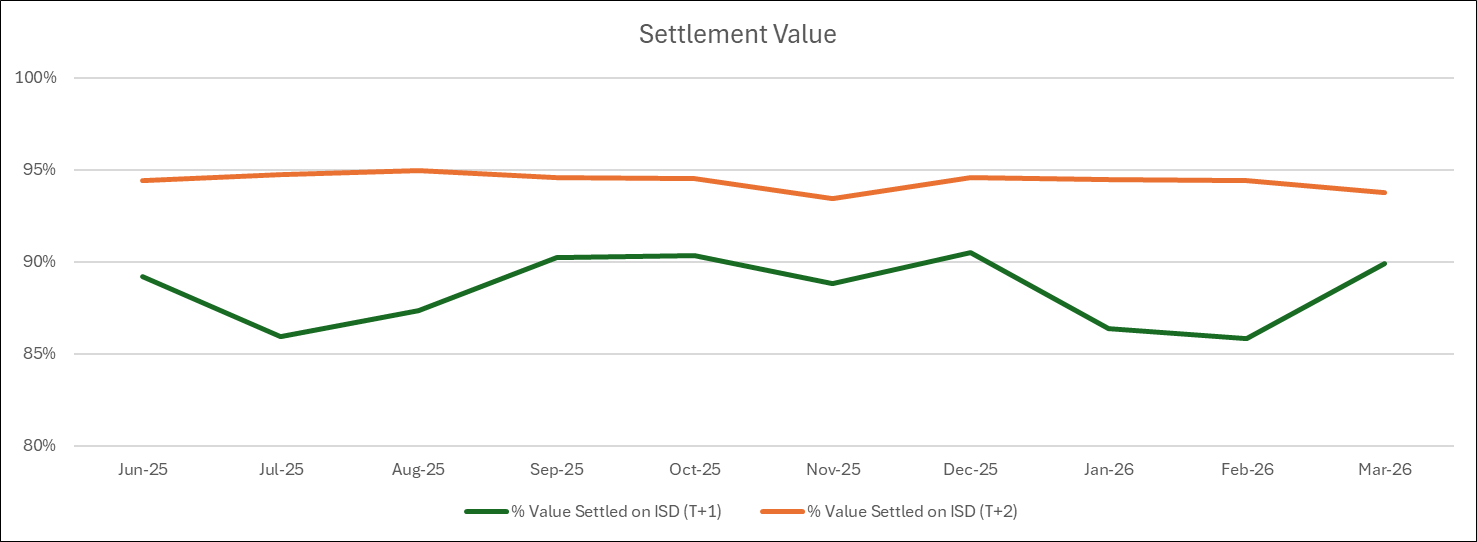 Settlement Value
100%
95%
90%
85%
80%
Jun-25 Jul-25 Aug-25 Sep-25 Oct-25 Nov-25 Dec-25 Jan-26 Feb-26 Mar-26
% Value Settled on ISD (T+1) % Value Settled on ISD (T+2)